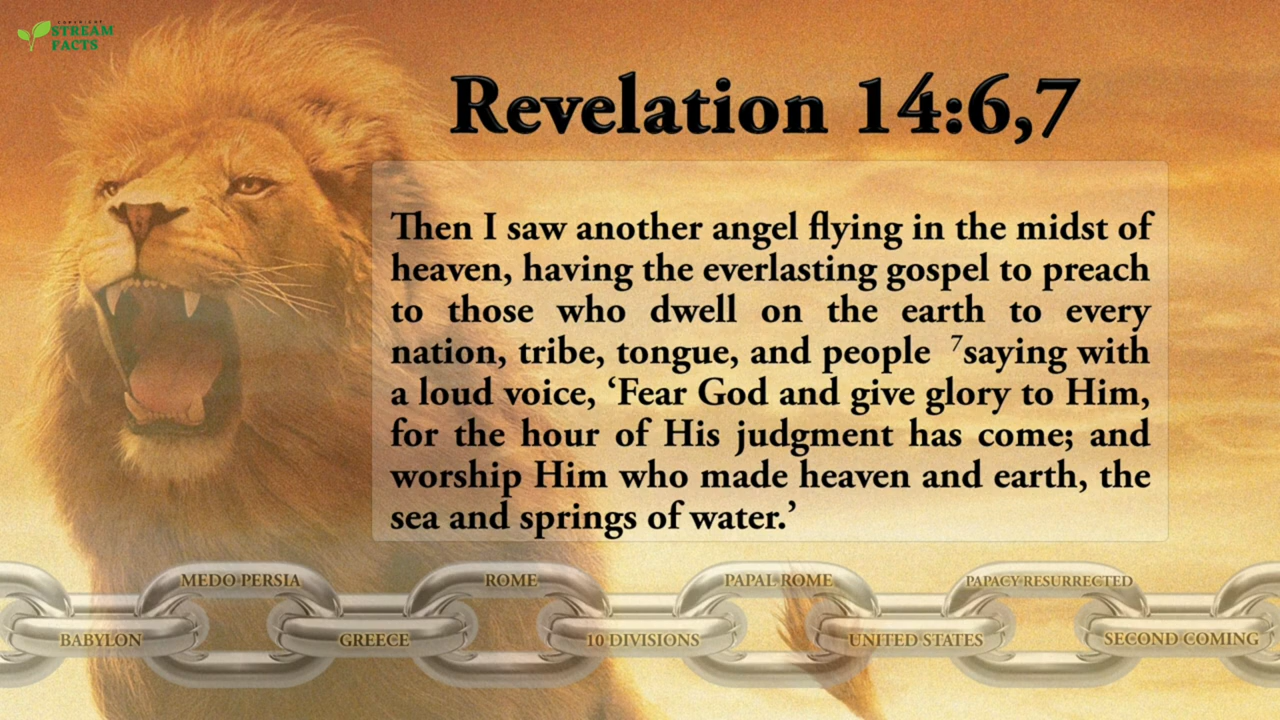 STREAM
FACTS
Revelation 14:6,7
Then I saw another angel flying in the midst of
heaven, having the everlasting gospel to preach
to those who dwell on the earth to every
nation, tribe, tongue, and people ⁷saying with
a loud voice, ‘Fear God and give glory to Him,
for the hour of His judgment has come; and
worship Him who made heaven and earth, the
sea and springs of water.’
MEDO PERSIA ROME PAPAL ROME PAPACY RESURRECTED
BABYLON GREECE 10 DIVISIONS UNITED STATES SECOND COMING